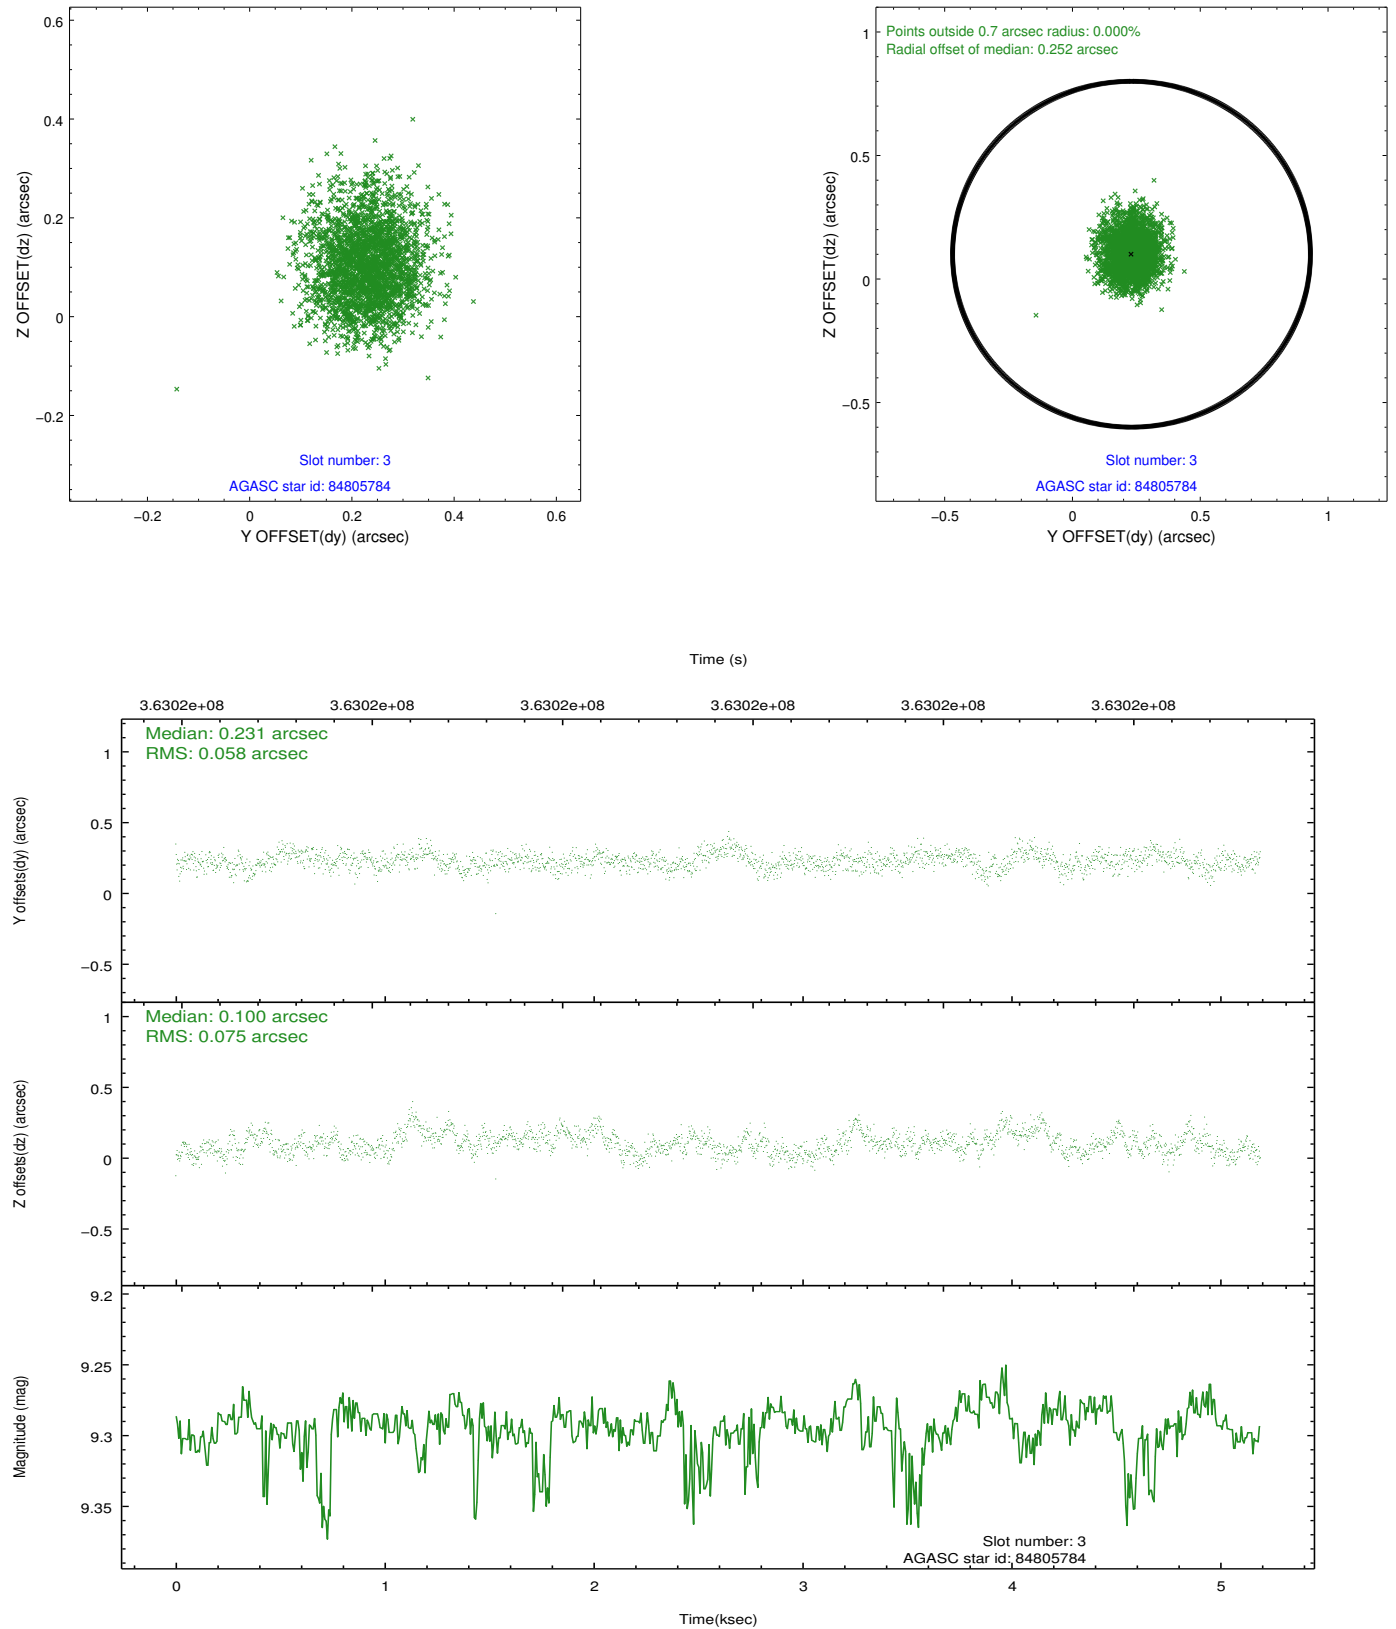 0.6
0.4
0.2
0
−0.2
Z OFFSET(dz) (arcsec)
Slot number: 3
AGASC star id: 84805784
−0.2 0 0.2 0.4 0.6
Y OFFSET(dy) (arcsec)
Points outside 0.7 arcsec radius: 0.000%
Radial offset of median: 0.252 arcsec
1
0.5
0
−0.5
Z OFFSET(dz) (arcsec)
Slot number: 3
AGASC star id: 84805784
−0.5 0 0.5 1
Y OFFSET(dy) (arcsec)
Time (s)
3.6302e+08 3.6302e+08 3.6302e+08 3.6302e+08 3.6302e+08 3.6302e+08
Median: 0.231 arcsec
RMS: 0.058 arcsec
1
0.5
0
−0.5
Y offsets(dy) (arcsec)
Median: 0.100 arcsec
RMS: 0.075 arcsec
1
0.5
0
−0.5
Z offsets(dz) (arcsec)
9.2
9.25
9.3
9.35
Magnitude (mag)
Slot number: 3
AGASC star id: 84805784
0 1 2 3 4 5
Time(ksec)